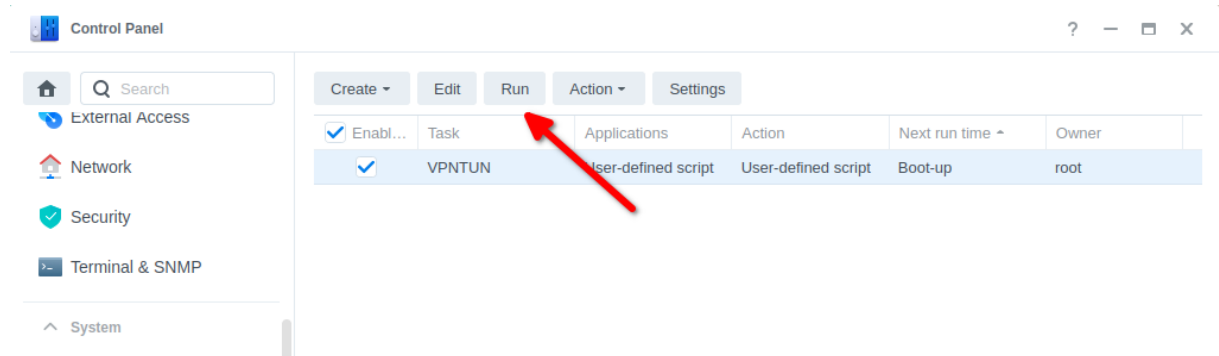 Control Panel
?
Search
Create Edit Run Action Settings
External Access
Enabl... Task Applications Action Next run time Owner
Network
VPNTUN User-defined script User-defined script Boot-up root
Security
Terminal & SNMP
System